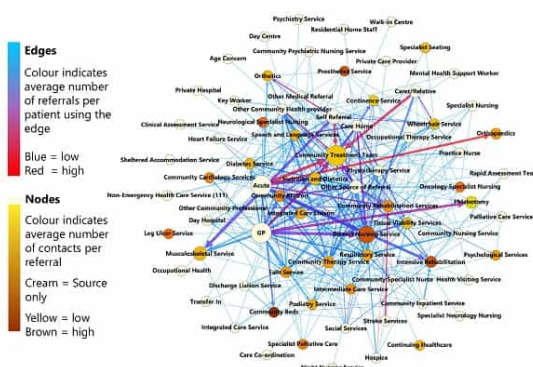 Edges
Colour indicates
average number
of referrals per
patient using the
edge
Blue = low
Red = high
Nodes
Colour indicates
average number
of contacts per
referral
Cream = Source
only
Yellow = low
Brown = high
Psychiatry Service
Walk-in Centre
Residential Home Staff
Day Centre
Community Psychiatric Nursing Service
Specialist Seating
Age Concern
Private Care Provider
Orthotics
Prosthetic Service
Mental Health Support Worker
Private Hospital
Other Medical Referral
Carer/Relative
Key Worker
Continence Service
Specialist Nursing
Other Community Health provider
Self Referral
Clinical Assessment Service
Neurological Specialist Nursing
Care Home
Wheelchair Service
Speech and Language Services
Orthopaedics
Heart Failure Service
Occupational Therapy Service
Community Treatment Team
Practice Nurse
Sheltered Accommodation Service
Diabetes Service
Physiotherapy Service
Rapid Assessment Tea
Community Cardiology Services
Nutrition and Dietetics
Acute
Other Source of Referral
Oncology Specialist Nursing
Non-Emergency Health Care Service (111)
Community Matron
Phlebotomy
Other Community Professional
Community Rehabilitation Services
Integrated Care Liaison
Palliative Care Service
Day Hospital
Tissue Viability Services
Leg Ulcer Service
GP
District Nursing Service
Community Nursing Service
Musculoskeletal Service
Respiratory Service
Psychological Services
Community Therapy Service
Intensive Rehabilitation
Occupational Health
Falls Service
Community Specialist Nurse
Health Visiting Service
Discharge Liaison Service
Intermediate Care Service
Transfer In
Podiatry Service
Community Inpatient Service
Community Beds
Specialist Neurology Nursing
Stroke Services
Integrated Care Service
Social Services
Specialist Palliative Care
Continuing Healthcare
Care Co-ordination
Hospice